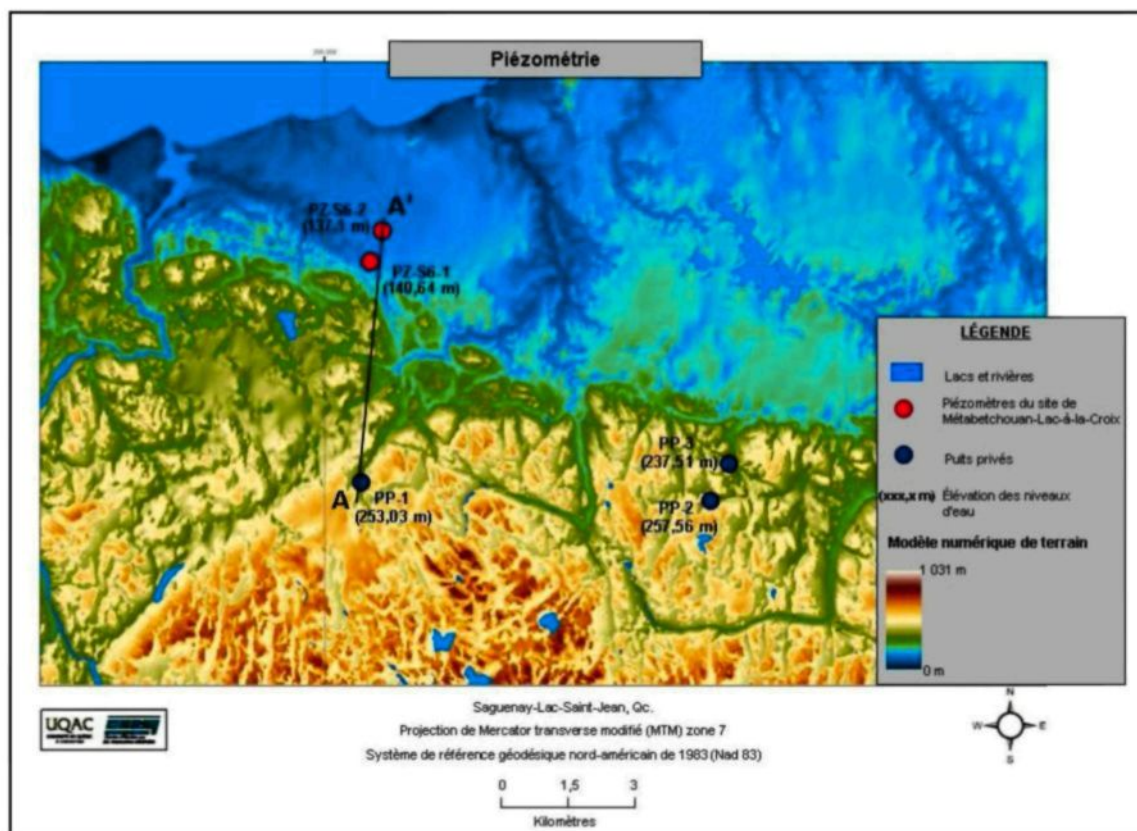 Piézométrie
A'
PZ-S6-2
(137,1 m)
PZ-S6-1
(140,64 m)
LÉGENDE
Lacs et rivières
Piézomètres du site de
Métabetchouan-Lac-à-la-Croix
Puits privés
(xxx,x m) Élévation des niveaux
d'eau
Modèle numérique de terrain
1 031 m
0 m
PP-3
(237,51 m)
PP-2
(257,56 m)
A
PP-1
(253,03 m)
Saguenay-Lac-Saint-Jean, Qc.
Projection de Mercator transverse modifié (MTM) zone 7
Système de référence géodésique nord-américain de 1983 (Nad 83)
0 1,5 3
Kilomètres
UQAC
N
W E
S